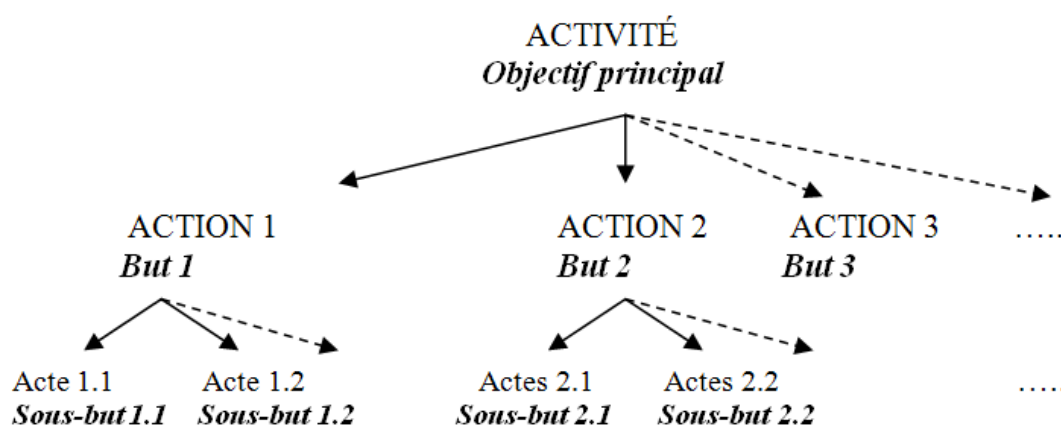 ACTIVITÉ
Objectif principal
ACTION 1 ACTION 2 ACTION 3 .....
But 1 But 2 But 3
Acte 1.1 Acte 1.2 Actes 2.1 Actes 2.2 .....
Sous-but 1.1 Sous-but 1.2 Sous-but 2.1 Sous-but 2.2